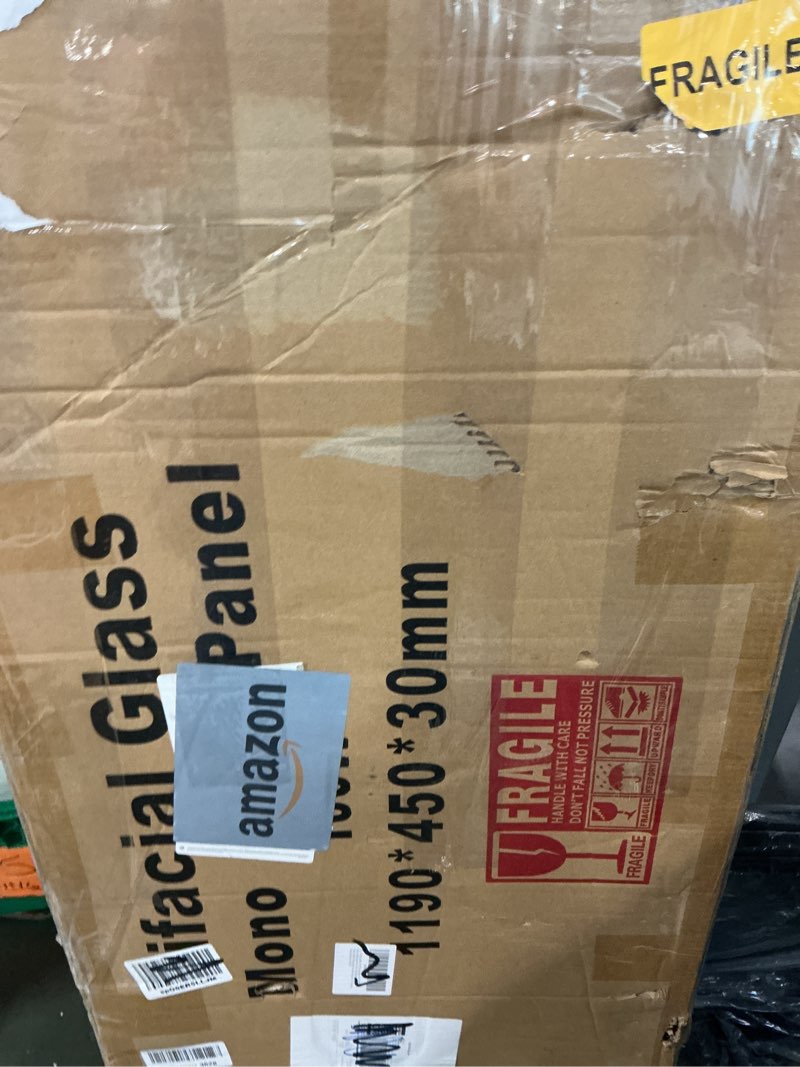 FRAGILE
ifacial Glass
Mono Panel
amazon
1190*450*30mm
FRAGILE
HANDLE WITH CARE
DON'T FALL NOT PRESSURE
FRAGILE